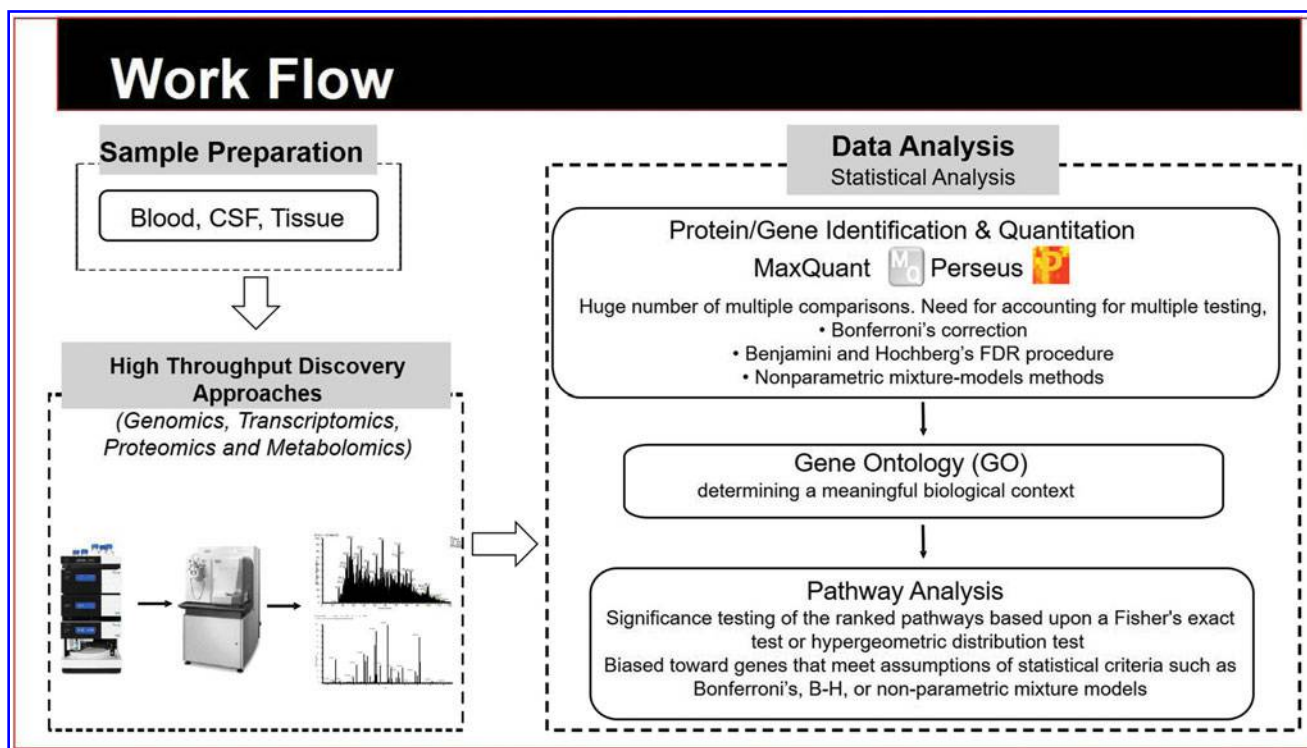 Work Flow
Sample Preparation
Blood, CSF, Tissue
High Throughput Discovery
Approaches
(Genomics, Transcriptomics,
Proteomics and Metabolomics)
Data Analysis
Statistical Analysis
Protein/Gene Identification & Quantitation
MaxQuant MQ Perseus P
Huge number of multiple comparisons. Need for accounting for multiple testing,
• Bonferroni's correction
• Benjamini and Hochberg's FDR procedure
• Nonparametric mixture-models methods
Gene Ontology (GO)
determining a meaningful biological context
Pathway Analysis
Significance testing of the ranked pathways based upon a Fisher's exact
test or hypergeometric distribution test
Biased toward genes that meet assumptions of statistical criteria such as
Bonferroni's, B-H, or non-parametric mixture models